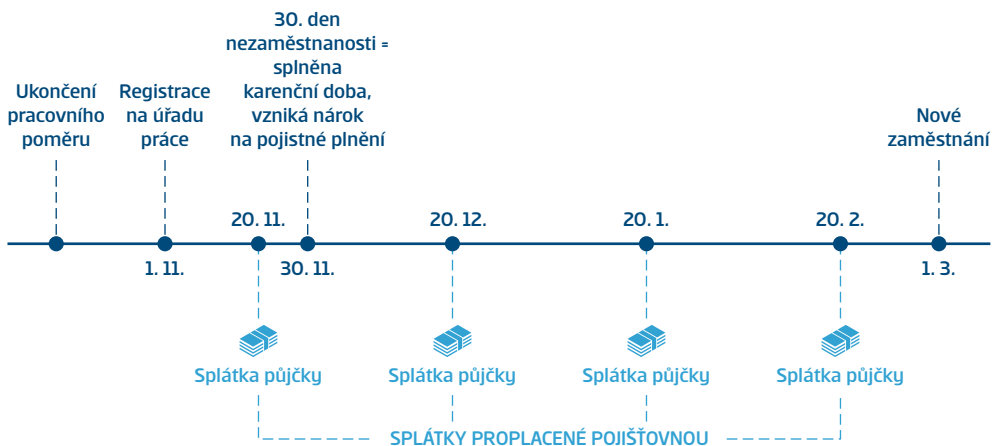 Ukončení
pracovního
poměru
Registrace
na úřadu
práce
30. den
nezaměstnanosti =
splněna
karenční doba,
vzniká nárok
na pojistné plnění
Nové
zaměstnání
20. 11.
20. 12.
20. 1.
20. 2.
1. 11.
30. 11.
1. 3.
Splátka půjčky
Splátka půjčky
Splátka půjčky
Splátka půjčky
SPLÁTKY PROPLACENÉ POJIŠŤOVNOU